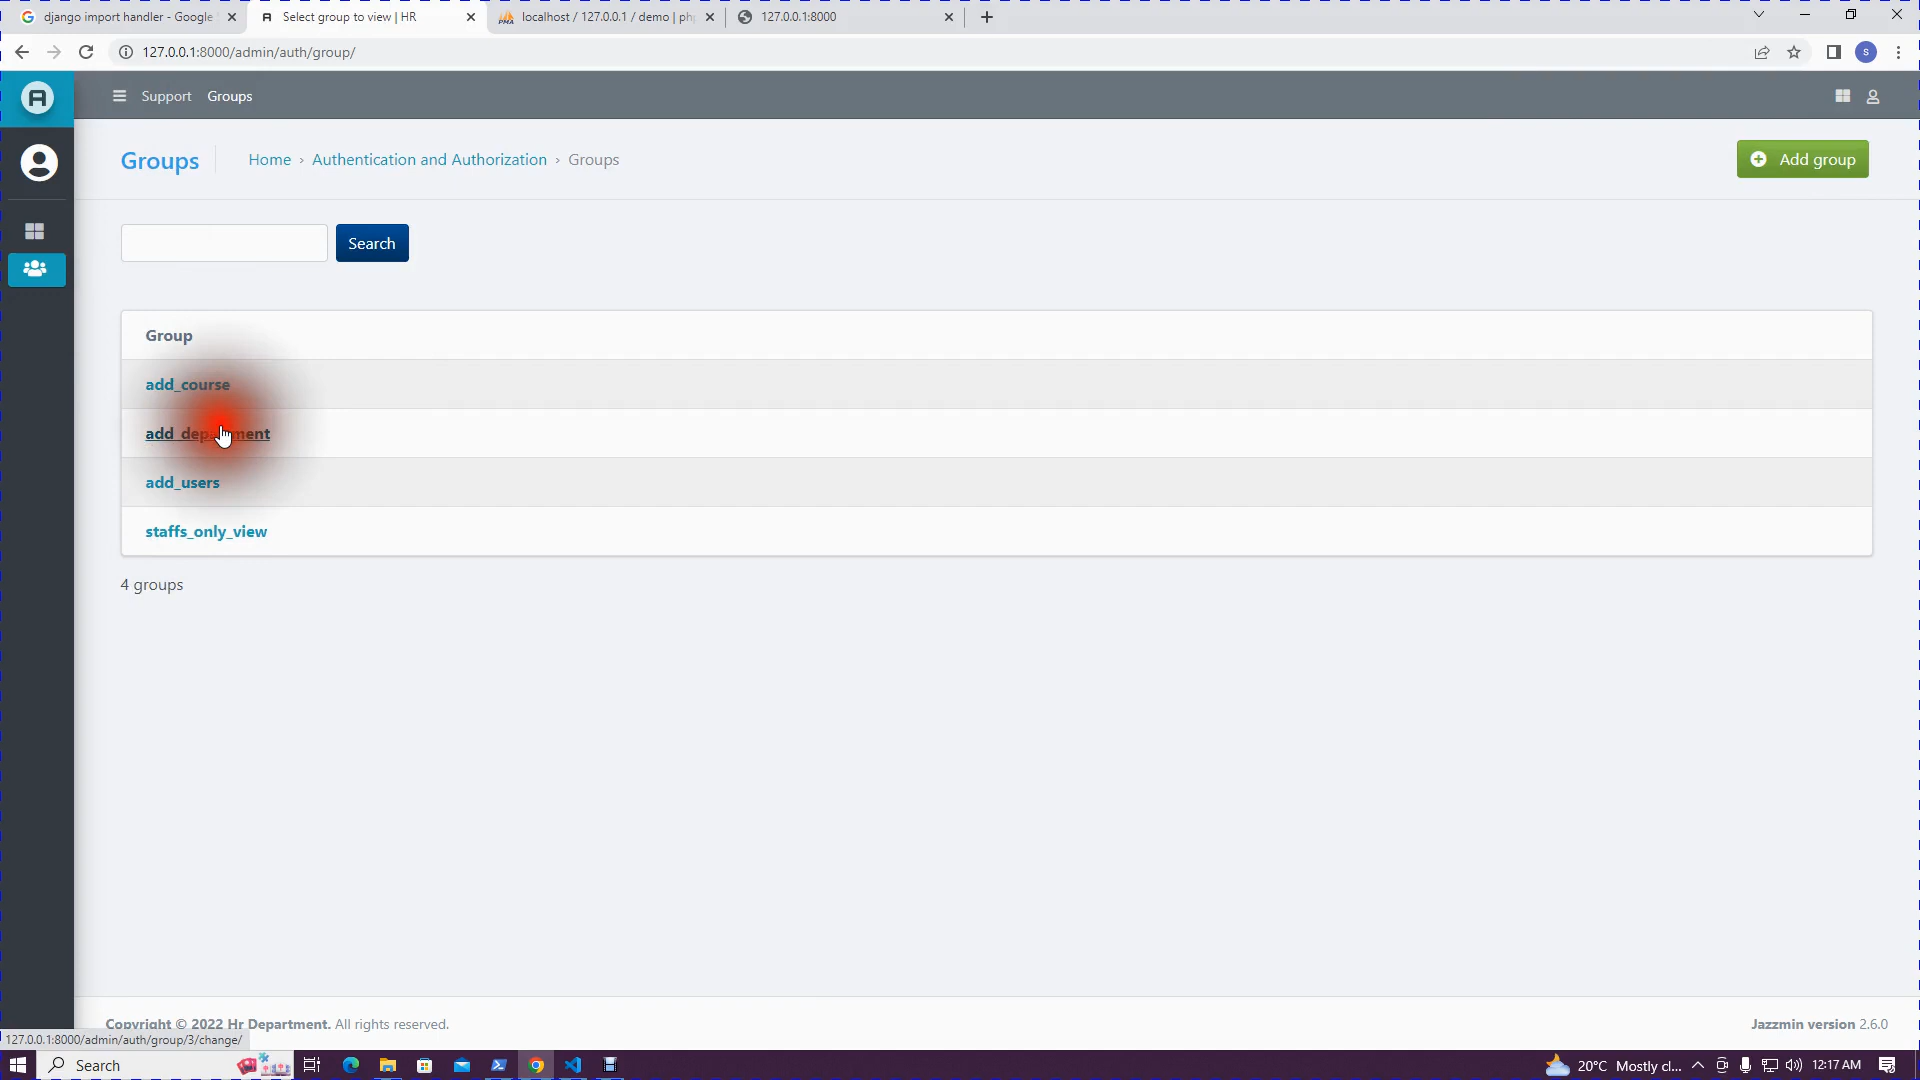 django import handler - Google
Select group to view | HR
localhost / 127.0.0.1 / demo | ph
127.0.0.1:8000
127.0.0.1:8000/admin/auth/group/
s
Support Groups
Groups
Home › Authentication and Authorization › Groups
Add group
Search
Group
add_course
add_department
add_users
staffs_only_view
4 groups
Copyright © 2022 Hr Department. All rights reserved.
Jazzmin version 2.6.0
127.0.0.1:8000/admin/auth/group/3/change/
Search
20°C Mostly cl...
12:17 AM